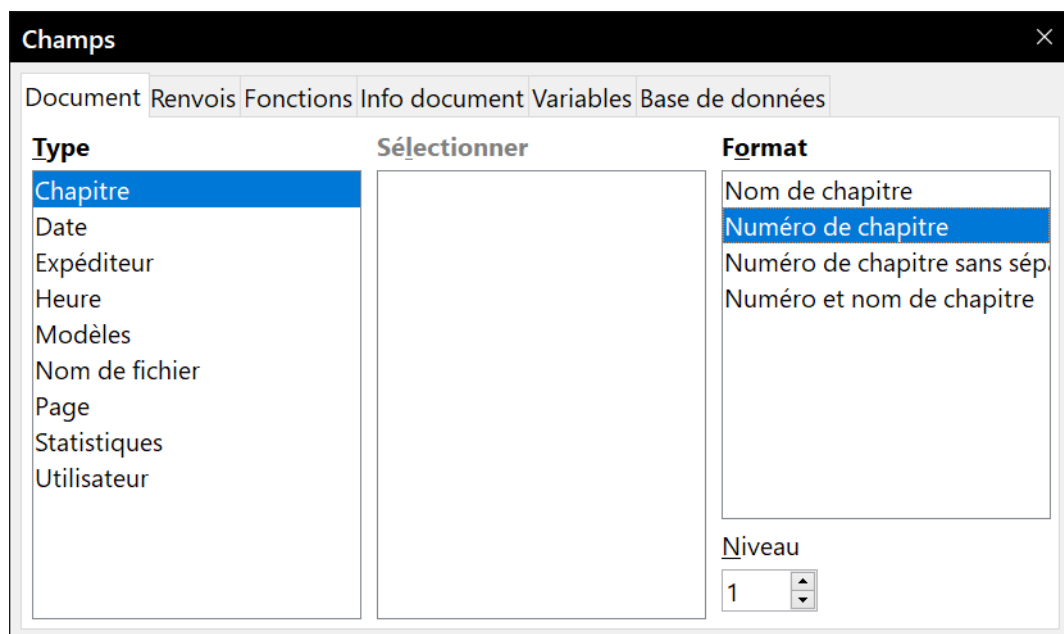 Champs
Document Renvois Fonctions Info document Variables Base de données
Type
Chapitre
Date
Expéditeur
Heure
Modèles
Nom de fichier
Page
Statistiques
Utilisateur
Sélectionner
Format
Nom de chapitre
Numéro de chapitre
Numéro de chapitre sans sépa
Numéro et nom de chapitre
Niveau
1